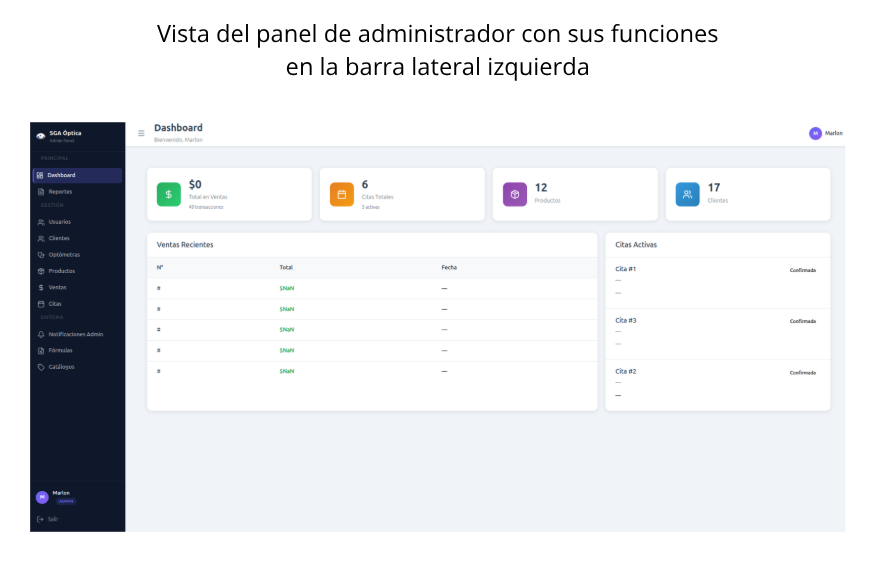 Vista del panel de administrador con sus funciones
en la barra lateral izquierda
SGA Óptica
Admin Panel
PRINCIPAL
Dashboard
Reportes
GESTIÓN
Usuarios
Clientes
Optómetras
Productos
Ventas
Citas
SISTEMA
Notificaciones Admin
Fórmulas
Catálogos
M
Marlon
Salir
Dashboard
Bienvenido, Marlon
M Marlon
$0
Total en Ventas
6
Citas Totales
3 activas
12
Productos
17
Clientes
Ventas Recientes
N° Total Fecha
# $NaN —
# $NaN —
# $NaN —
# $NaN —
# $NaN —
Citas Activas
Cita #1 Confirmada
—
—
Cita #3 Confirmada
—
—
Cita #2 Confirmada
—
—